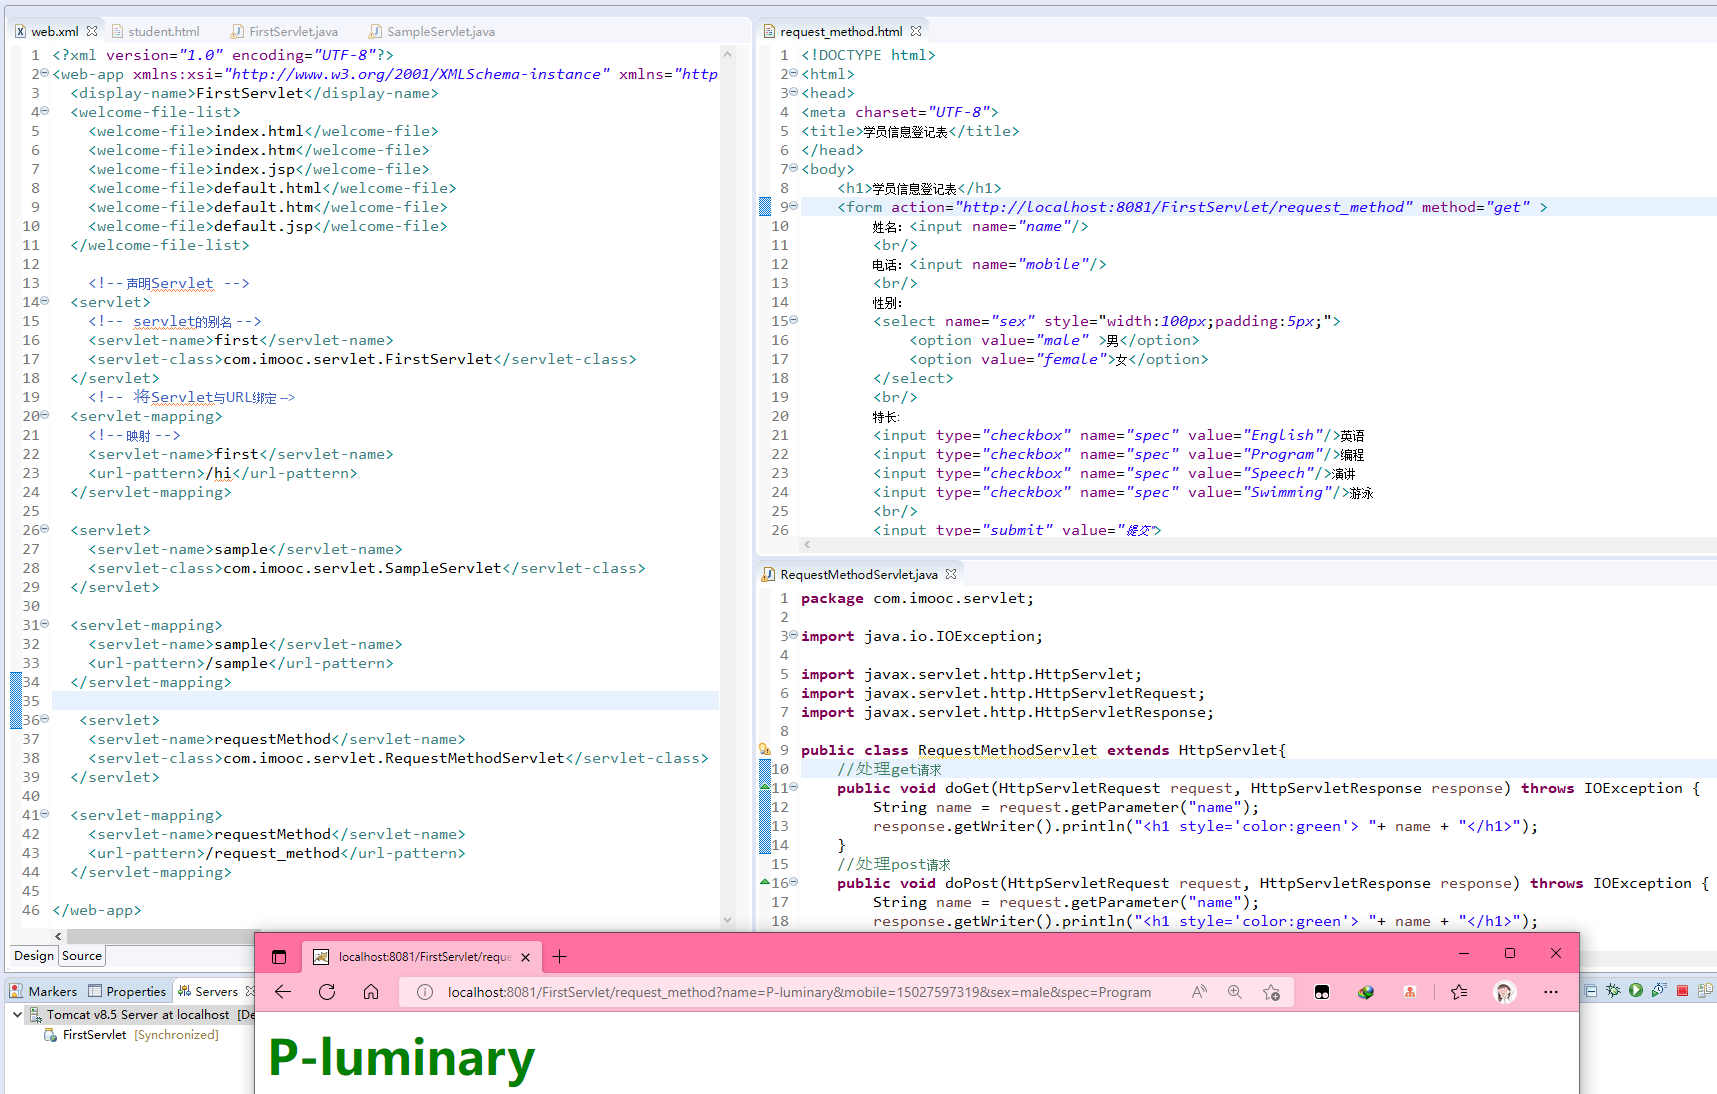 web.xml
student.html
FirstServlet.java
SampleServlet.java
1 <?xml version="1.0" encoding="UTF-8"?>
2 <web-app xmlns:xsi="http://www.w3.org/2001/XMLSchema-instance" xmlns="http
3 <display-name>FirstServlet</display-name>
4 <welcome-file-list>
5 <welcome-file>index.html</welcome-file>
6 <welcome-file>index.htm</welcome-file>
7 <welcome-file>index.jsp</welcome-file>
8 <welcome-file>default.html</welcome-file>
9 <welcome-file>default.htm</welcome-file>
10 <welcome-file>default.jsp</welcome-file>
11 </welcome-file-list>
12
13 <!-- 声明Servlet -->
14 <servlet>
15 <!-- servlet的别名 -->
16 <servlet-name>first</servlet-name>
17 <servlet-class>com.imooc.servlet.FirstServlet</servlet-class>
18 </servlet>
19 <!-- 将Servlet与URL绑定 -->
20 <servlet-mapping>
21 <!-- 映射 -->
22 <servlet-name>first</servlet-name>
23 <url-pattern>/hi</url-pattern>
24 </servlet-mapping>
25
26 <servlet>
27 <servlet-name>sample</servlet-name>
28 <servlet-class>com.imooc.servlet.SampleServlet</servlet-class>
29 </servlet>
30
31 <servlet-mapping>
32 <servlet-name>sample</servlet-name>
33 <url-pattern>/sample</url-pattern>
34 </servlet-mapping>
35
36 <servlet>
37 <servlet-name>requestMethod</servlet-name>
38 <servlet-class>com.imooc.servlet.RequestMethodServlet</servlet-class>
39 </servlet>
40
41 <servlet-mapping>
42 <servlet-name>requestMethod</servlet-name>
43 <url-pattern>/request_method</url-pattern>
44 </servlet-mapping>
45
46 </web-app>
Design Source
request_method.html
1 <!DOCTYPE html>
2 <html>
3 <head>
4 <meta charset="UTF-8">
5 <title>学员信息登记表</title>
6 </head>
7 <body>
8 <h1>学员信息登记表</h1>
9 <form action="http://localhost:8081/FirstServlet/request_method" method="get" >
10 姓名：<input name="name"/>
11 <br/>
12 电话：<input name="mobile"/>
13 <br/>
14 性别：
15 <select name="sex" style="width:100px;padding:5px;">
16 <option value="male" >男</option>
17 <option value="female">女</option>
18 </select>
19 <br/>
20 特长:
21 <input type="checkbox" name="spec" value="English"/>英语
22 <input type="checkbox" name="spec" value="Program"/>编程
23 <input type="checkbox" name="spec" value="Speech"/>演讲
24 <input type="checkbox" name="spec" value="Swimming"/>游泳
25 <br/>
26 <input type="submit" value="提交">
RequestMethodServlet.java
1 package com.imooc.servlet;
2
3 import java.io.IOException;
4
5 import javax.servlet.http.HttpServlet;
6 import javax.servlet.http.HttpServletRequest;
7 import javax.servlet.http.HttpServletResponse;
8
9 public class RequestMethodServlet extends HttpServlet{
10 //处理get请求
11 public void doGet(HttpServletRequest request, HttpServletResponse response) throws IOException {
12 String name = request.getParameter("name");
13 response.getWriter().println("<h1 style='color:green'> "+ name + "</h1>");
14 }
15 //处理post请求
16 public void doPost(HttpServletRequest request, HttpServletResponse response) throws IOException {
17 String name = request.getParameter("name");
18 response.getWriter().println("<h1 style='color:green'> "+ name + "</h1>");
Markers Properties Servers
Tomcat v8.5 Server at localhost [De
FirstServlet [Synchronized]
localhost:8081/FirstServlet/reque
localhost:8081/FirstServlet/request_method?name=P-luminary&mobile=15027597319&sex=male&spec=Program
P-luminary